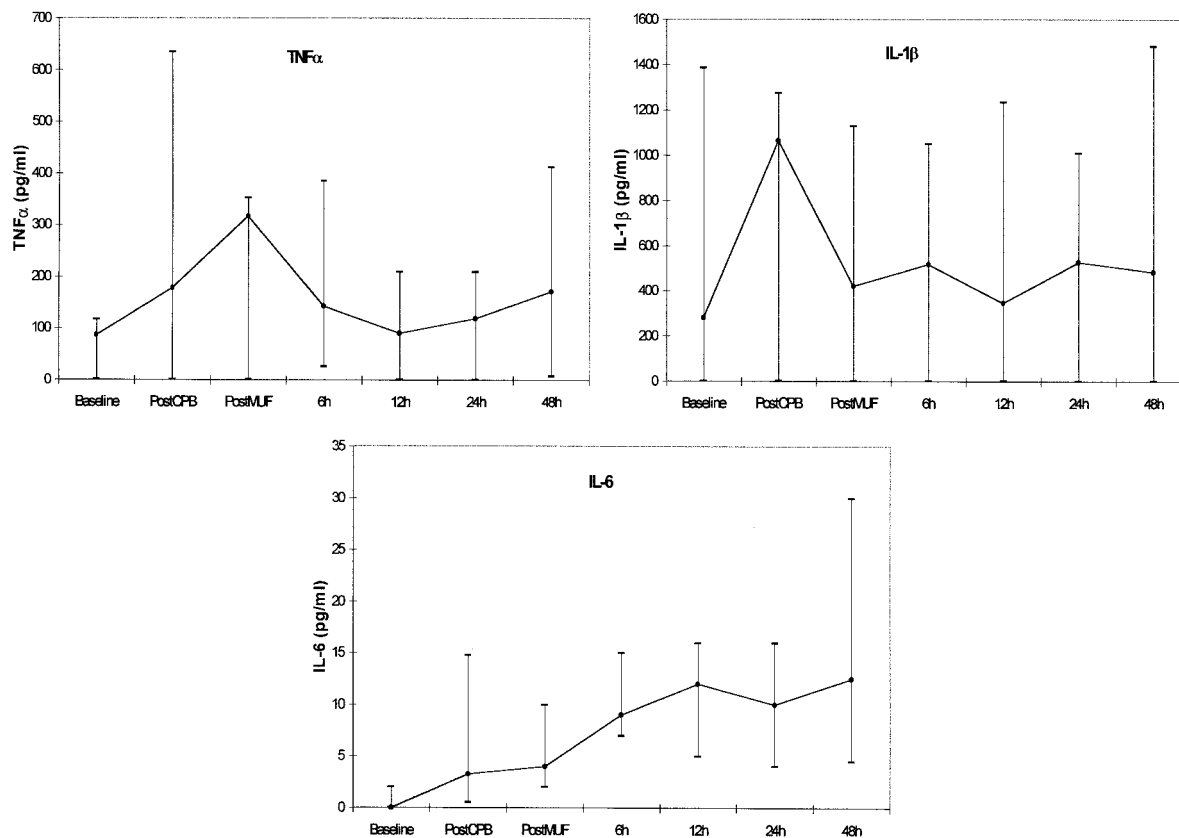 TNFα
TNFα (pg/ml)
700
600
500
400
300
200
100
0
Baseline PostCPB PostMUF 6h 12h 24h 48h
IL-1β
IL-1β (pg/ml)
1600
1400
1200
1000
800
600
400
200
0
Baseline PostCPB PostMUF 6h 12h 24h 48h
IL-6
IL-6 (pg/ml)
35
30
25
20
15
10
5
0
Baseline PostCPB PostMUF 6h 12h 24h 48h